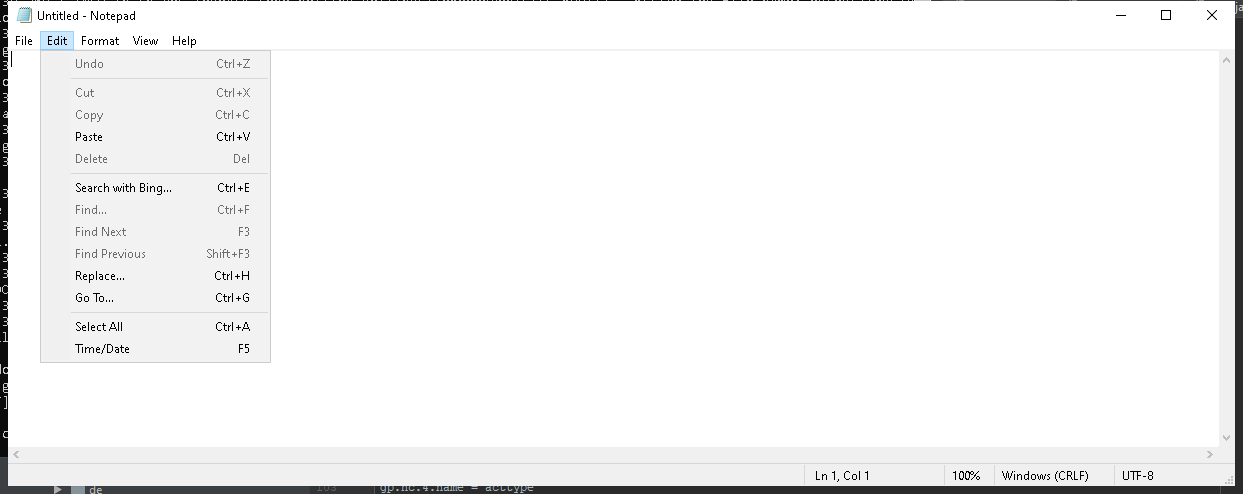 Untitled - Notepad
File Edit Format View Help
Undo Ctrl+Z
Cut Ctrl+X
Copy Ctrl+C
Paste Ctrl+V
Delete Del
Search with Bing... Ctrl+E
Find... Ctrl+F
Find Next F3
Find Previous Shift+F3
Replace... Ctrl+H
Go To... Ctrl+G
Select All Ctrl+A
Time/Date F5
Ln 1, Col 1 100% Windows (CRLF) UTF-8
de gp.nc.4.name = acttype